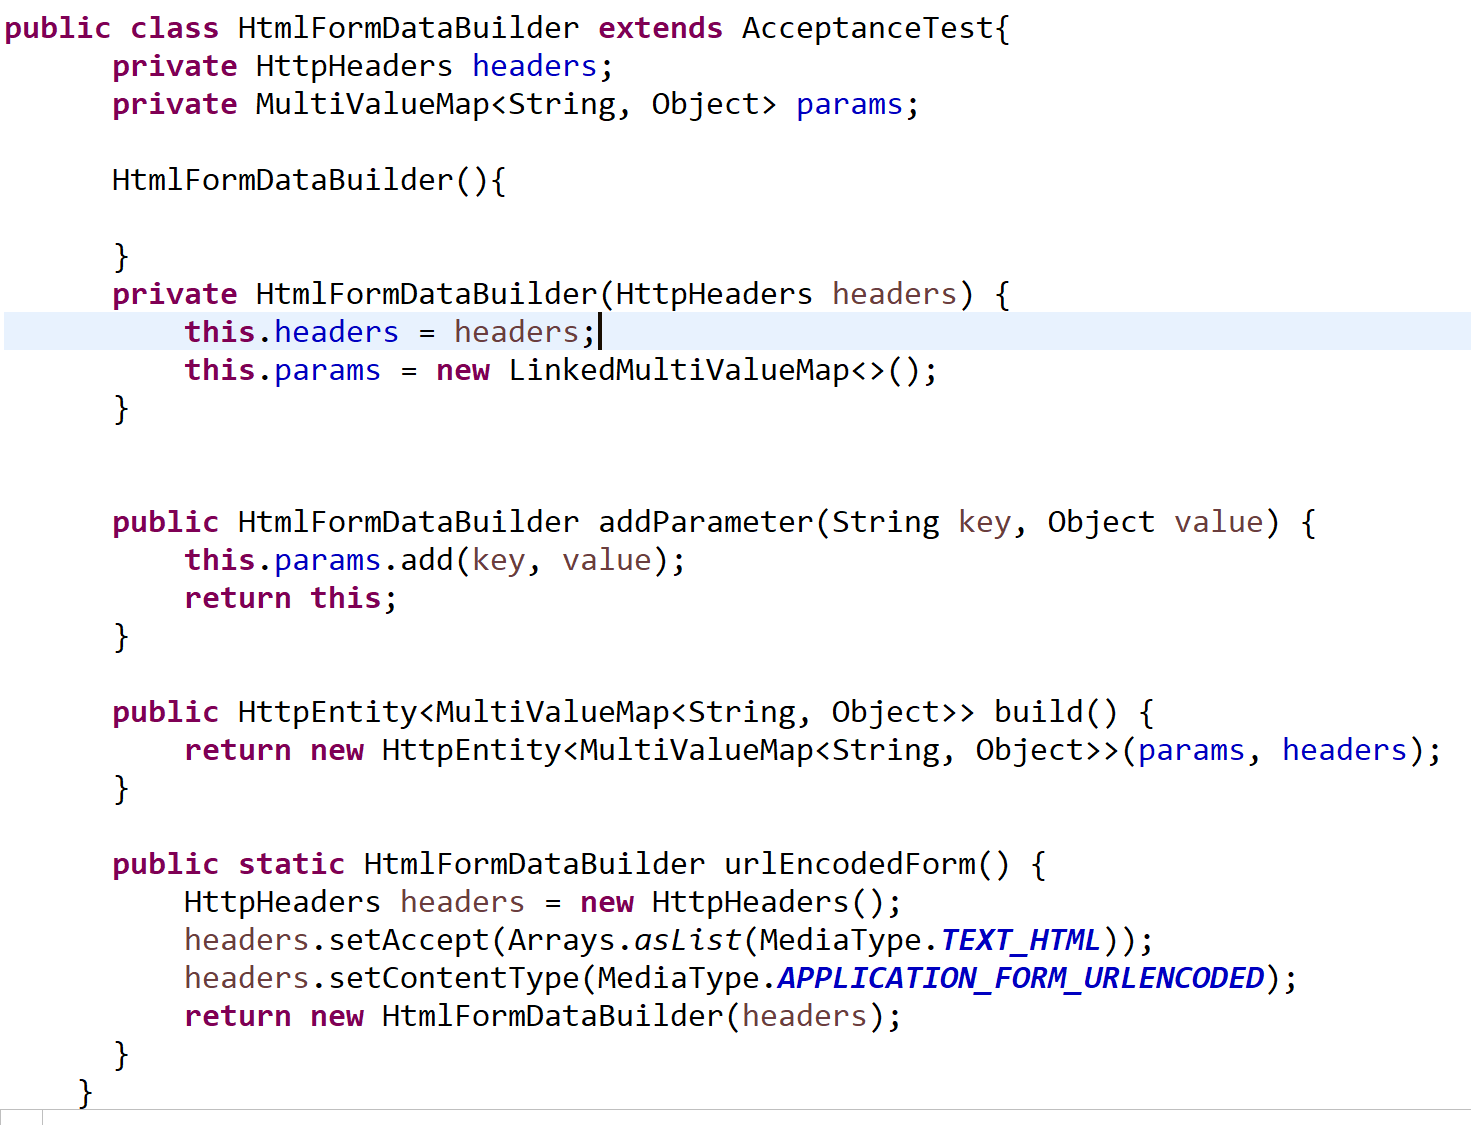 public class HtmlFormDataBuilder extends AcceptanceTest{
private HttpHeaders headers;
private MultiValueMap<String, Object> params;
HtmlFormDataBuilder(){
}
private HtmlFormDataBuilder(HttpHeaders headers) {
this.headers = headers;
this.params = new LinkedMultiValueMap<>();
}
public HtmlFormDataBuilder addParameter(String key, Object value) {
this.params.add(key, value);
return this;
}
public HttpEntity<MultiValueMap<String, Object>> build() {
return new HttpEntity<MultiValueMap<String, Object>>(params, headers);
}
public static HtmlFormDataBuilder urlEncodedForm() {
HttpHeaders headers = new HttpHeaders();
headers.setAccept(Arrays.asList(MediaType.TEXT_HTML));
headers.setContentType(MediaType.APPLICATION_FORM_URLENCODED);
return new HtmlFormDataBuilder(headers);
}
}